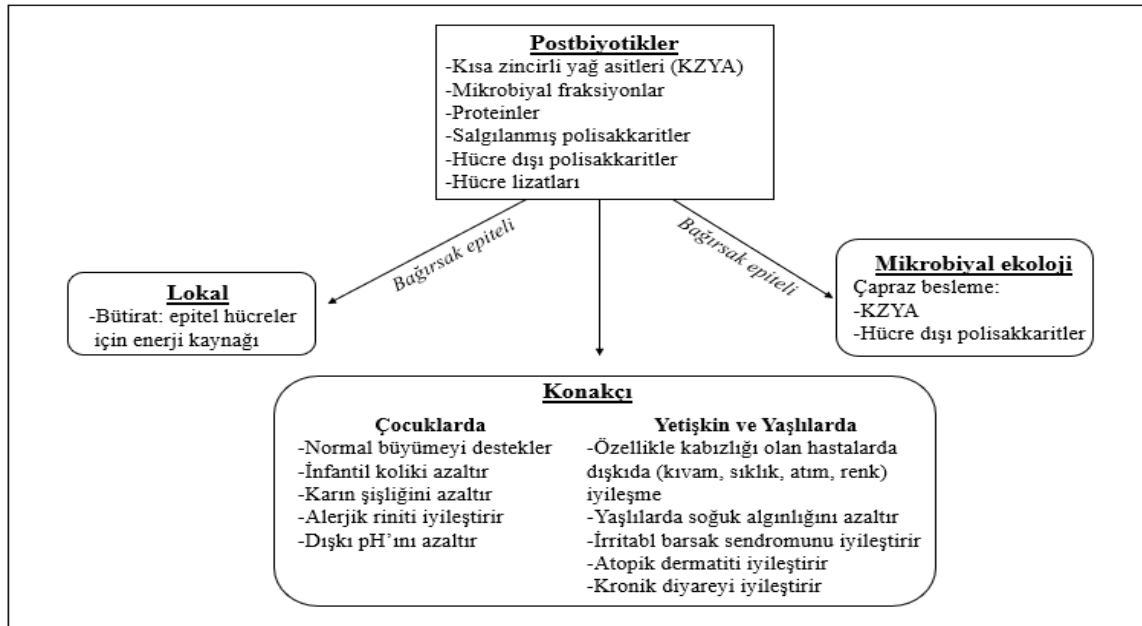 Postbiyotikler
-Kısa zincirli yağ asitleri (KZYA)
-Mikrobiyal fraksiyonlar
-Proteinler
-Salgılanmış polisakkaritler
-Hücre dışı polisakkaritler
-Hücre lizatları
Bağırsak epiteli
Bağırsak epiteli
Lokal
-Bütirat: epitel hücreler
için enerji kaynağı
Mikrobiyal ekoloji
Çapraz besleme:
-KZYA
-Hücre dışı polisakkaritler
Konakçı
Çocuklarda
-Normal büyümeyi destekler
-İnfantil koliki azaltır
-Karın şişliğini azaltır
-Alerjik riniti iyileştirir
-Dışkı pH’ını azaltır
Yetişkin ve Yaşlılarda
-Özellikle kabızlığı olan hastalarda
dışkıda (kıvam, sıklık, atım, renk)
iyileşme
-Yaşlılarda soğuk algınlığını azaltır
-İrritabl barsak sendromunu iyileştirir
-Atopik dermatiti iyileştirir
-Kronik diyareyi iyileştirir